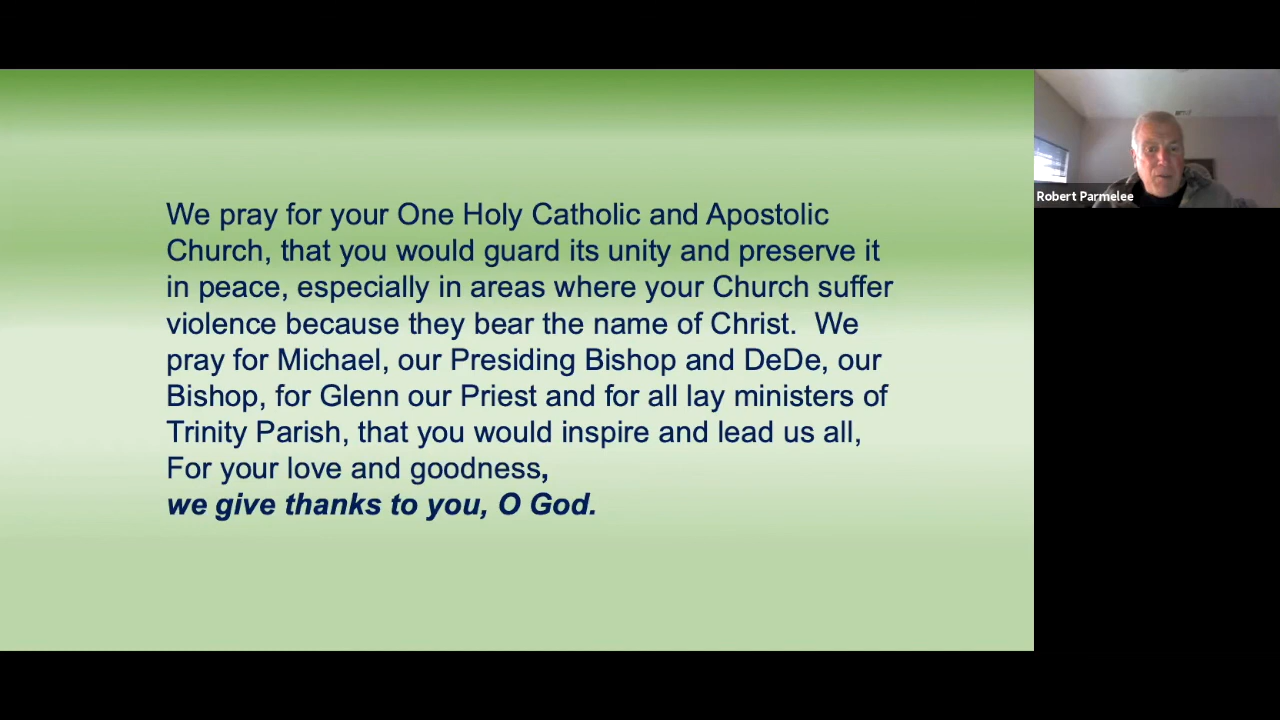 We pray for your One Holy Catholic and Apostolic
Church, that you would guard its unity and preserve it
in peace, especially in areas where your Church suffer
violence because they bear the name of Christ.  We
pray for Michael, our Presiding Bishop and DeDe, our
Bishop, for Glenn our Priest and for all lay ministers of
Trinity Parish, that you would inspire and lead us all,
For your love and goodness,
we give thanks to you, O God.
Robert Parmelee